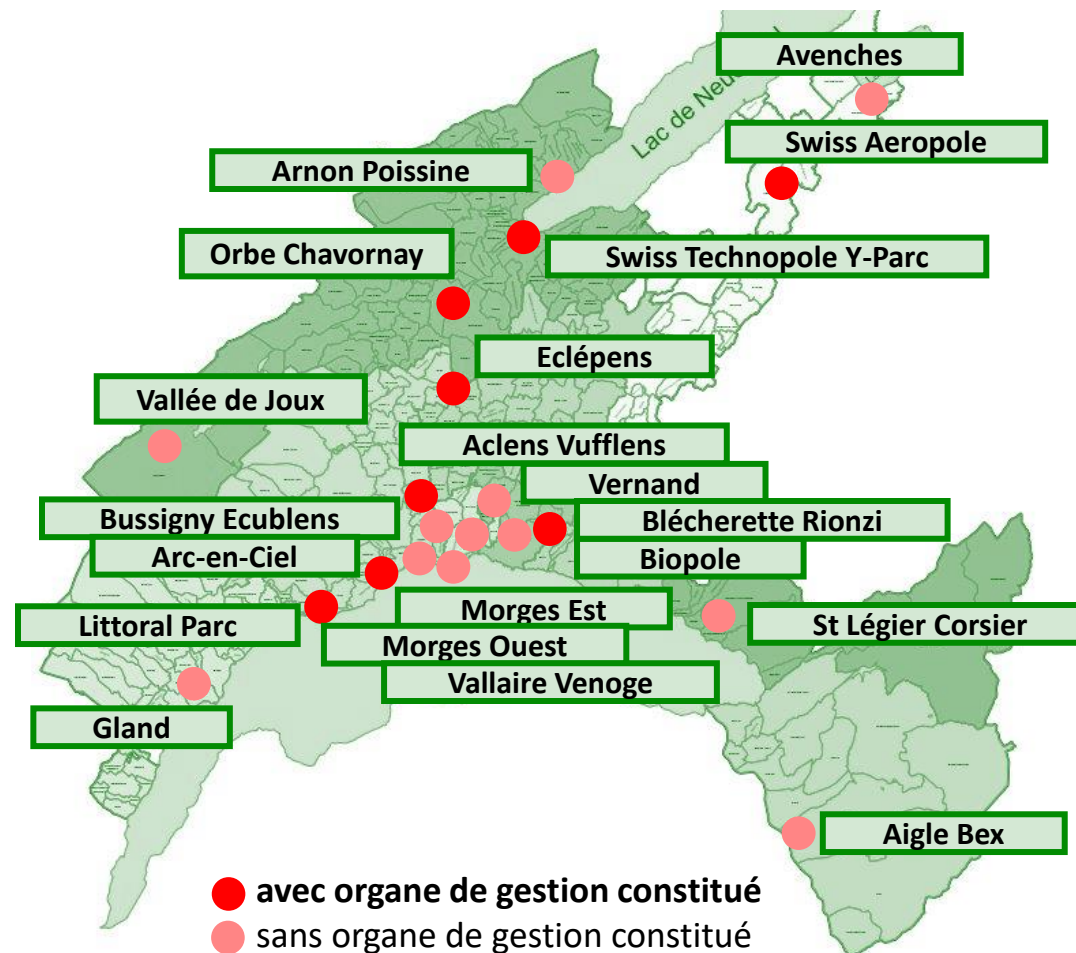 Avenches
Lac de Neu
Swiss Aeropole
Arnon Poissine
Orbe Chavornay
Swiss Technopole Y-Parc
Eclépens
Vallée de Joux
Aclens Vufflens
Vernand
Bussigny Ecublens
Blécherette Rionzi
Arc-en-Ciel
Biopole
Morges Est
Littoral Parc
St Légier Corsier
Morges Ouest
Vallaire Venoge
Gland
Aigle Bex
avec organe de gestion constitué
sans organe de gestion constitué